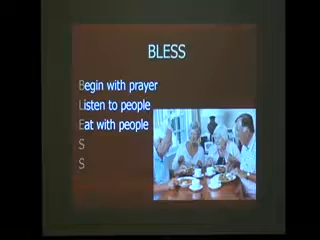 BLESS
Begin with prayer
Listen to people
Eat with people
S
S